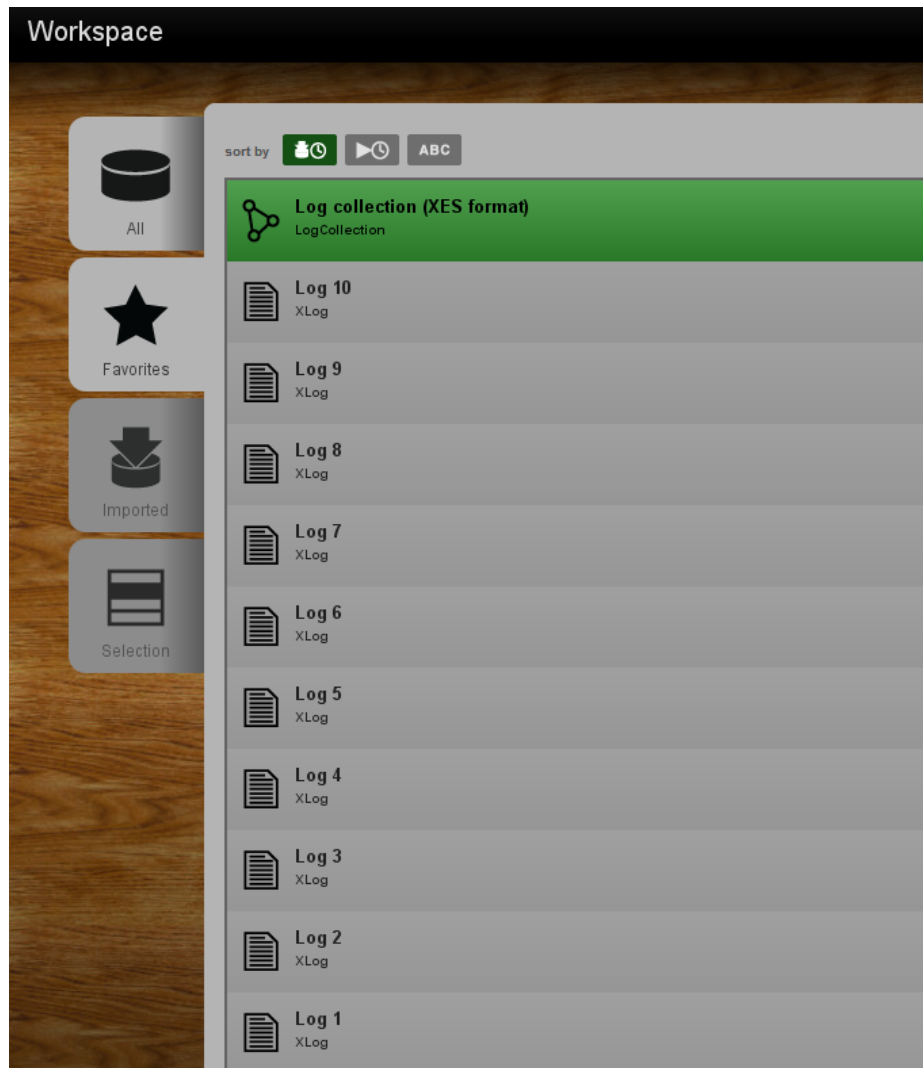 Workspace
sort by ABC
All
Favorites
Imported
Selection
Log collection (XES format)
LogCollection
Log 10
XLog
Log 9
XLog
Log 8
XLog
Log 7
XLog
Log 6
XLog
Log 5
XLog
Log 4
XLog
Log 3
XLog
Log 2
XLog
Log 1
XLog